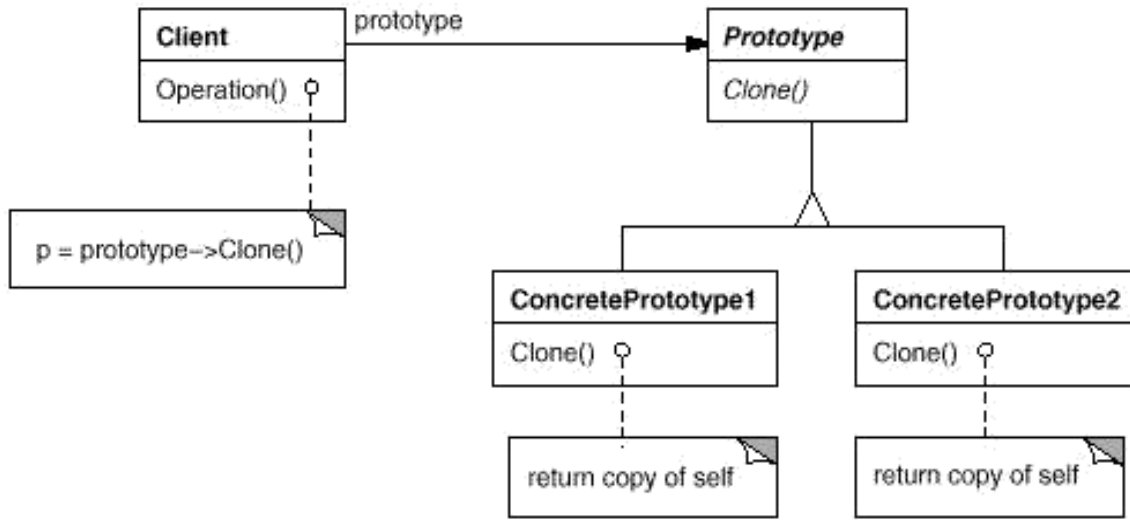 Client
prototype
Prototype
Operation()
Clone()
p = prototype->Clone()
ConcretePrototype1
ConcretePrototype2
Clone()
Clone()
return copy of self
return copy of self